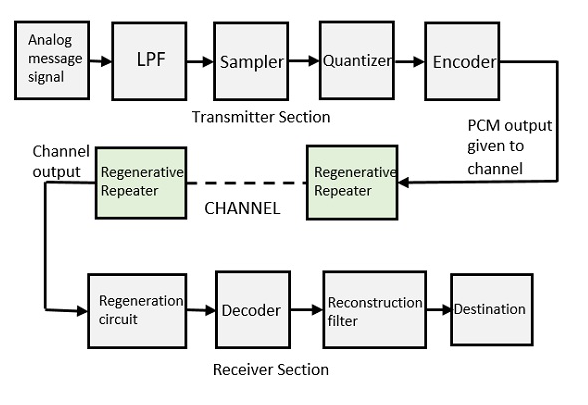 Analog
message
signal
LPF
Sampler
Quantizer
Encoder
Transmitter Section
PCM output
given to
channel
Channel
output
Regenerative
Repeater
CHANNEL
Regenerative
Repeater
Regeneration
circuit
Decoder
Reconstruction
filter
Destination
Receiver Section